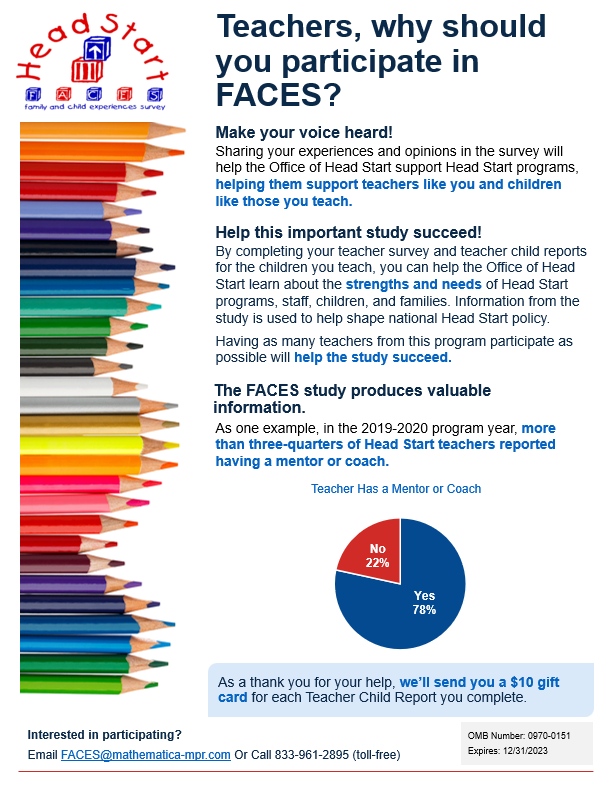 Head Start
FACES
family and child experiences survey
Teachers, why should
you participate in
FACES?
Make your voice heard!
Sharing your experiences and opinions in the survey will
help the Office of Head Start support Head Start programs,
helping them support teachers like you and children
like those you teach.
Help this important study succeed!
By completing your teacher survey and teacher child reports
for the children you teach, you can help the Office of Head
Start learn about the strengths and needs of Head Start
programs, staff, children, and families. Information from the
study is used to help shape national Head Start policy.
Having as many teachers from this program participate as
possible will help the study succeed.
The FACES study produces valuable
information.
As one example, in the 2019-2020 program year, more
than three-quarters of Head Start teachers reported
having a mentor or coach.
Teacher Has a Mentor or Coach
No
22%
Yes
78%
As a thank you for your help, we’ll send you a $10 gift
card for each Teacher Child Report you complete.
Interested in participating?
Email FACES@mathematica-mpr.com Or Call 833-961-2895 (toll-free)
OMB Number: 0970-0151
Expires: 12/31/2023